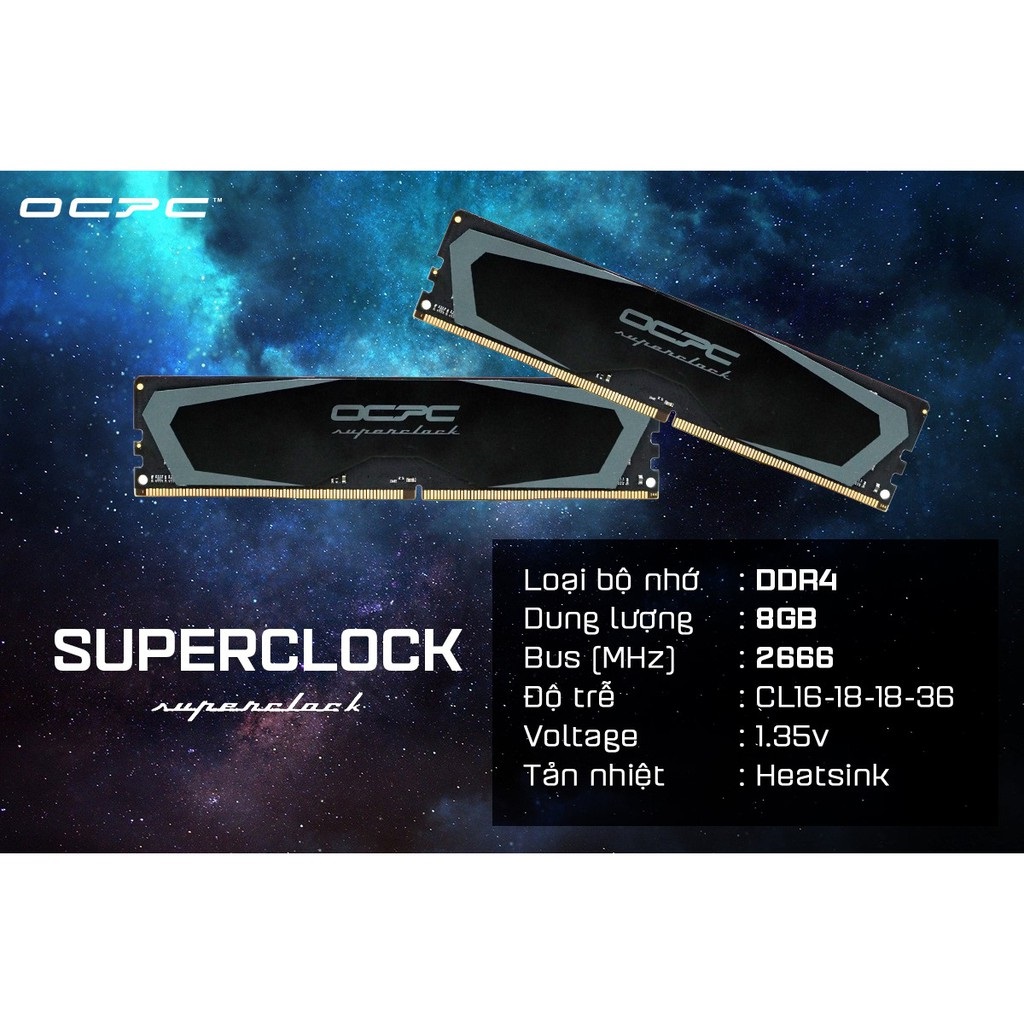 OCPC™
OCPC
superclock
OCPC
superclock
SUPERCLOCK
superclock
Loại bộ nhớ : DDR4
Dung lượng : 8GB
Bus (MHz) : 2666
Độ trễ : CL16-18-18-36
Voltage : 1.35v
Tản nhiệt : Heatsink